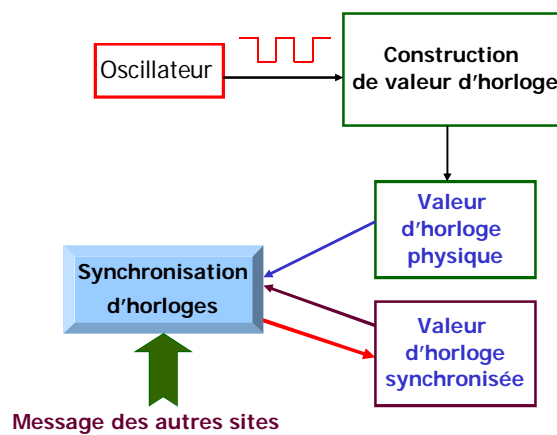 Oscillateur
Construction
de valeur d'horloge
Valeur
d'horloge
physique
Synchronisation
d'horloges
Valeur
d'horloge
synchronisée
Message des autres sites